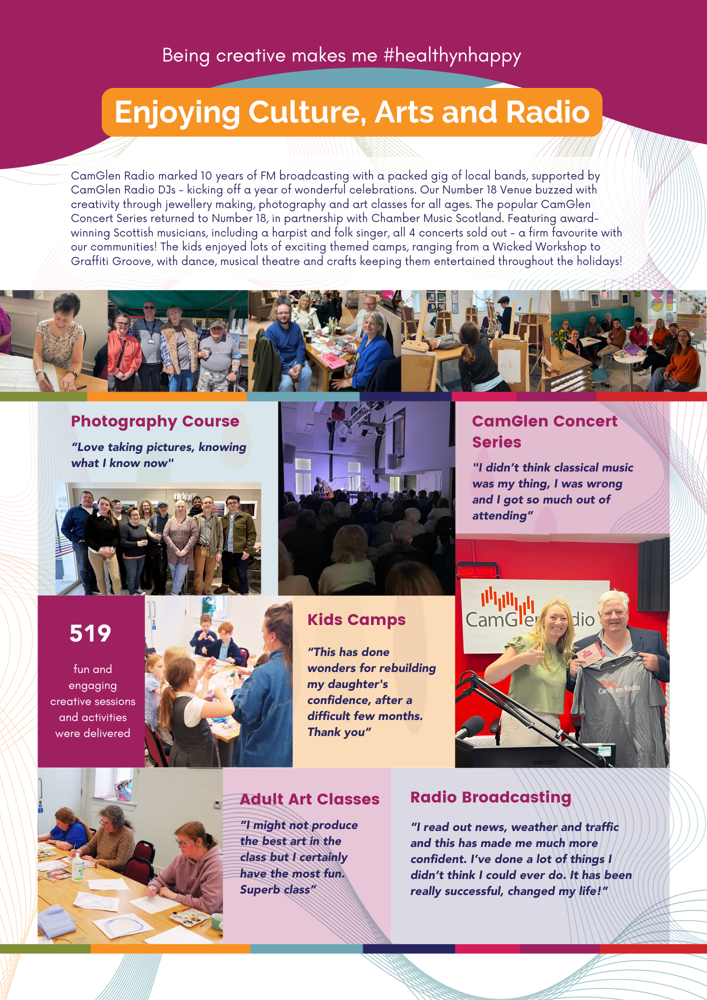 Being creative makes me #healthynhappy
Enjoying Culture, Arts and Radio
CamGlen Radio marked 10 years of FM broadcasting with a packed gig of local bands, supported by
CamGlen Radio DJs - kicking off a year of wonderful celebrations. Our Number 18 Venue buzzed with
creativity through jewellery making, photography and art classes for all ages. The popular CamGlen
Concert Series returned to Number 18, in partnership with Chamber Music Scotland. Featuring award-
winning Scottish musicians, including a harpist and folk singer, all 4 concerts sold out - a firm favourite with
our communities! The kids enjoyed lots of exciting themed camps, ranging from a Wicked Workshop to
Graffiti Groove, with dance, musical theatre and crafts keeping them entertained throughout the holidays!
Glen Radio
EAST
SOCIAL
Photography Course
“Love taking pictures, knowing
what I know now"
CamGlen Concert
Series
"I didn’t think classical music
was my thing, I was wrong
and I got so much out of
attending”
MIC LIVE
CamGlen Radio
CamGlen Radio
PHILIPS
519
fun and
engaging
creative sessions
and activities
were delivered
Kids Camps
“This has done
wonders for rebuilding
my daughter's
confidence, after a
difficult few months.
Thank you”
Adult Art Classes
“I might not produce
the best art in the
class but I certainly
have the most fun.
Superb class”
Radio Broadcasting
“I read out news, weather and traffic
and this has made me much more
confident. I’ve done a lot of things I
didn’t think I could ever do. It has been
really successful, changed my life!”